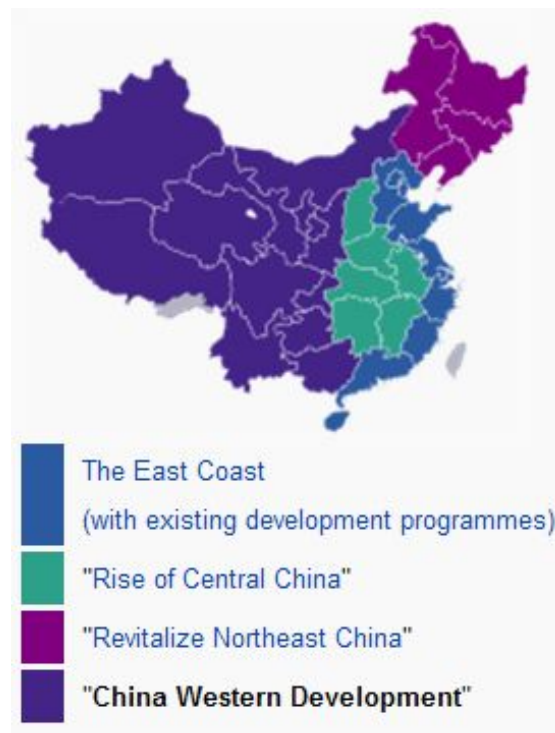 The East Coast
(with existing development programmes)
"Rise of Central China"
"Revitalize Northeast China"
"China Western Development"